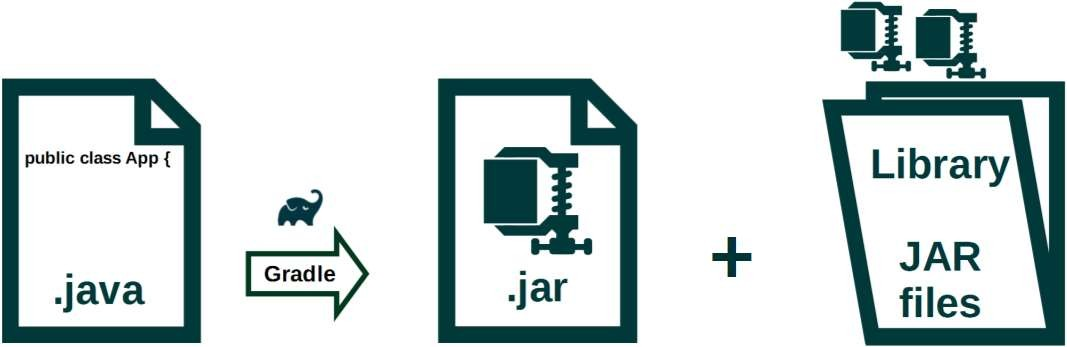 public class App {
.java
Gradle
.jar
+
Library
JAR
files